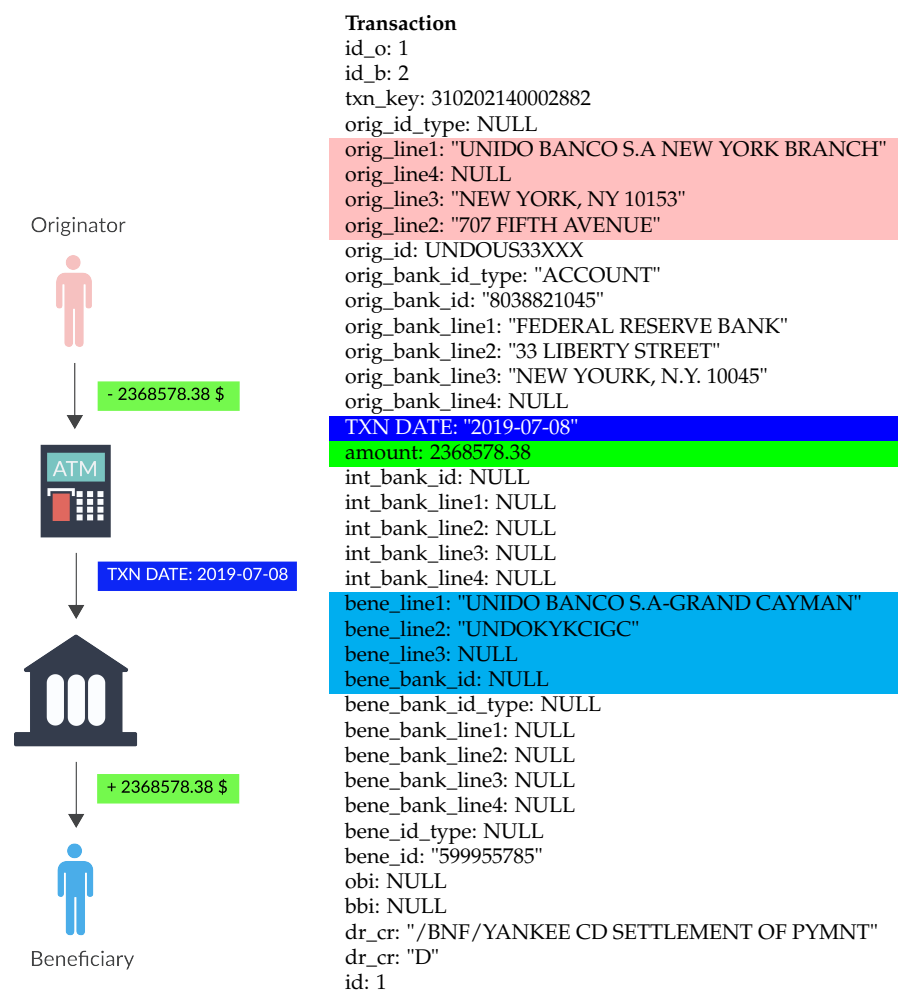 Originator
- 2368578.38 $
ATM
TXN DATE: 2019-07-08
+ 2368578.38 $
Beneficiary
Transaction
id_o: 1
id_b: 2
txn_key: 310202140002882
orig_id_type: NULL
orig_line1: "UNIDO BANCO S.A NEW YORK BRANCH"
orig_line4: NULL
orig_line3: "NEW YORK, NY 10153"
orig_line2: "707 FIFTH AVENUE"
orig_id: UNDOUS33XXX
orig_bank_id_type: "ACCOUNT"
orig_bank_id: "8038821045"
orig_bank_line1: "FEDERAL RESERVE BANK"
orig_bank_line2: "33 LIBERTY STREET"
orig_bank_line3: "NEW YOURK, N.Y. 10045"
orig_bank_line4: NULL
TXN DATE: "2019-07-08"
amount: 2368578.38
int_bank_id: NULL
int_bank_line1: NULL
int_bank_line2: NULL
int_bank_line3: NULL
int_bank_line4: NULL
bene_line1: "UNIDO BANCO S.A-GRAND CAYMAN"
bene_line2: "UNDOKYKCIGC"
bene_line3: NULL
bene_bank_id: NULL
bene_bank_id_type: NULL
bene_bank_line1: NULL
bene_bank_line2: NULL
bene_bank_line3: NULL
bene_bank_line4: NULL
bene_id_type: NULL
bene_id: "599955785"
obi: NULL
bbi: NULL
dr_cr: "/BNF/YANKEE CD SETTLEMENT OF PYMNT"
dr_cr: "D"
id: 1